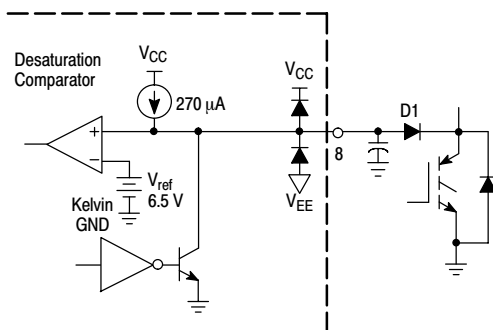 Desaturation
Comparator
VCC
270 μA
VCC
D1
+
−
8
Vref
6.5 V
Kelvin
GND
VEE